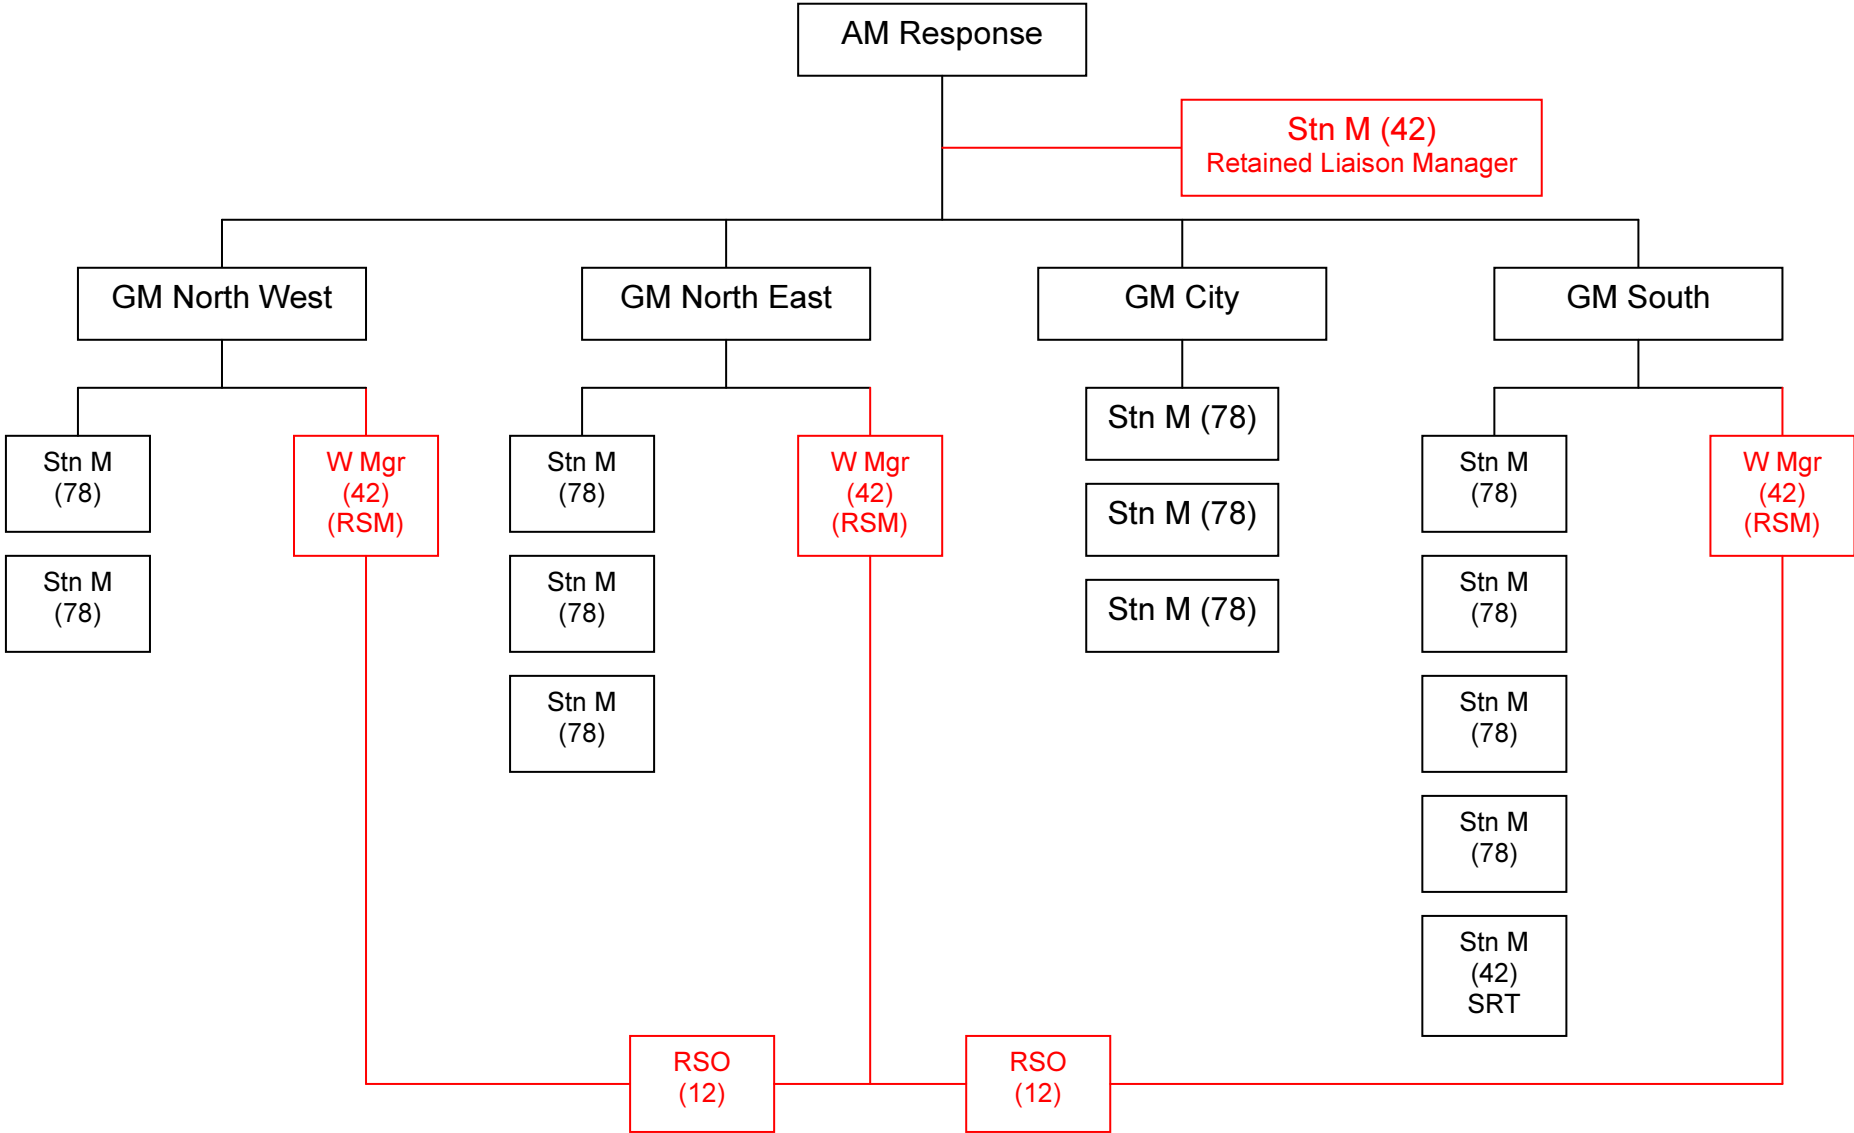 AM Response
Stn M (42)
Retained Liaison Manager
GM North West
GM North East
GM City
GM South
Stn M
(78)
Stn M
(78)
W Mgr
(42)
(RSM)
Stn M
(78)
Stn M
(78)
Stn M
(78)
W Mgr
(42)
(RSM)
Stn M (78)
Stn M (78)
Stn M (78)
Stn M
(78)
Stn M
(78)
Stn M
(78)
Stn M
(78)
Stn M
(42)
SRT
W Mgr
(42)
(RSM)
RSO
(12)
RSO
(12)